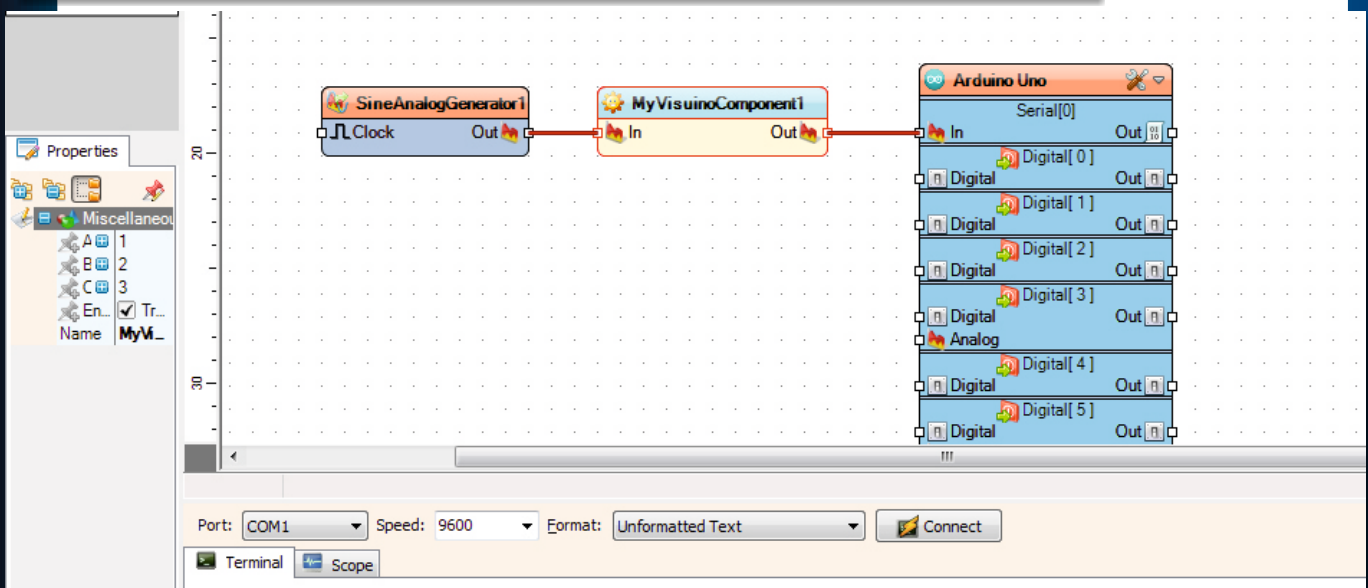 Properties
Miscellaneou
A 1
B 2
C 3
En... Tr...
Name MyVi...
20
30
SineAnalogGenerator1
Clock Out
MyVisuinoComponent1
In Out
Arduino Uno
Serial[0]
In Out
Digital[ 0 ]
Digital Out
Digital[ 1 ]
Digital Out
Digital[ 2 ]
Digital Out
Digital[ 3 ]
Digital Out
Analog
Digital[ 4 ]
Digital Out
Digital[ 5 ]
Digital Out
Port: COM1 Speed: 9600 Format: Unformatted Text Connect
Terminal Scope